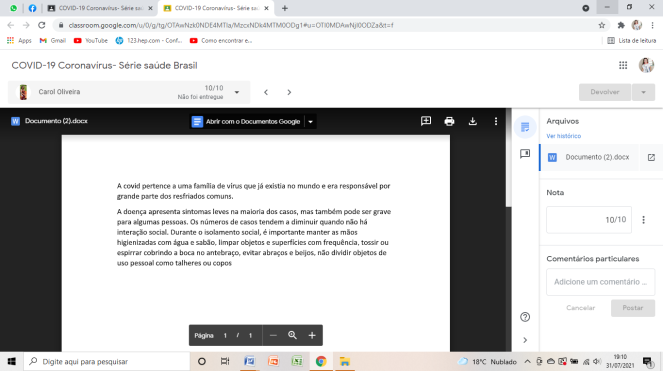 COVID-19 Coronavírus- Série saú
COVID-19 Coronavírus- Série saú
classroom.google.com/u/0/g/tg/
Apps
Gmail
YouTube
123.hep.com - Conf...
Como encontrar e...
Lista de leitura
COVID-19 Coronavírus- Série saúde Brasil
Carol Oliveira
10/10
Não foi entregue
Devolver
Documento (2).docx
Abrir com o Documentos Google
A covid pertence a uma família de vírus que já existia no mundo e era responsável por
grande parte dos resfriados comuns.
A doença apresenta sintomas leves na maioria dos casos, mas também pode ser grave
para algumas pessoas. Os números de casos tendem a diminuir quando não há
interação social. Durante o isolamento social, é importante manter as mãos
higienizadas com água e sabão, limpar objetos e superfícies com frequência, tossir ou
espirrar cobrindo a boca no antebraço, evitar abraços e beijos, não dividir objetos de
uso pessoal como talheres ou copos
Página 1 / 1
Arquivos
Ver histórico
Documento (2).docx
Nota
10/10
Comentários particulares
Adicione um comentário ...
Cancelar
Postar
Digite aqui para pesquisar
18°C Nublado
19:10
31/07/2021